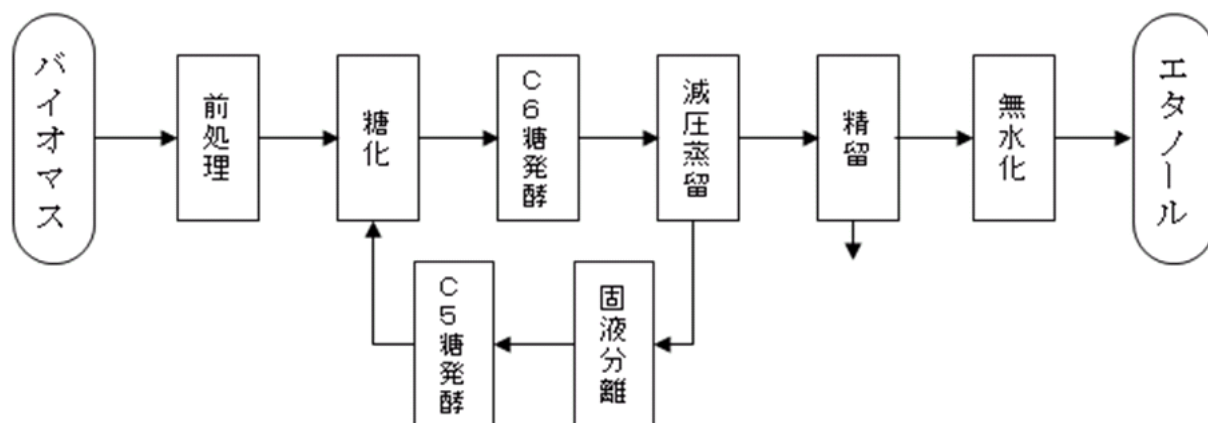 バイオマス
前処理
糖化
C6糖発酵
減圧蒸留
精留
無水化
エタノール
C5糖発酵
固液分離